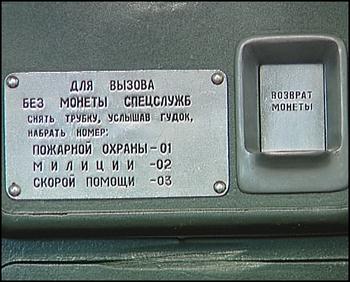 ДЛЯ ВЫЗОВА
БЕЗ МОНЕТЫ СПЕЦСЛУЖБ
СНЯТЬ ТРУБКУ, УСЛЫШАВ ГУДОК,
НАБРАТЬ НОМЕР:
ПОЖАРНОЙ ОХРАНЫ-01
МИЛИЦИИ -02
СКОРОЙ ПОМОЩИ -03
ВОЗВРАТ
МОНЕТЫ